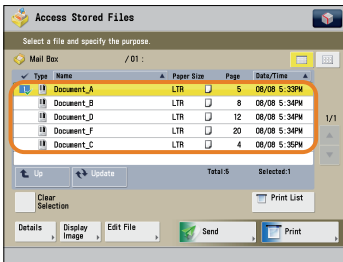 Access Stored Files
Select a file and specify the purpose.
Mail Box / 01 :
Type Name Paper Size Page Date/Time
Document_A LTR 5 08/08 5:33PM
Document_B LTR 8 08/08 5:34PM
Document_D LTR 12 08/08 5:34PM
Document_F LTR 20 08/08 5:34PM
Document_C LTR 4 08/08 5:35PM
1/1
Up Update Total:5 Selected:1
Clear Selection Print List
Details Display Image Edit File Send Print